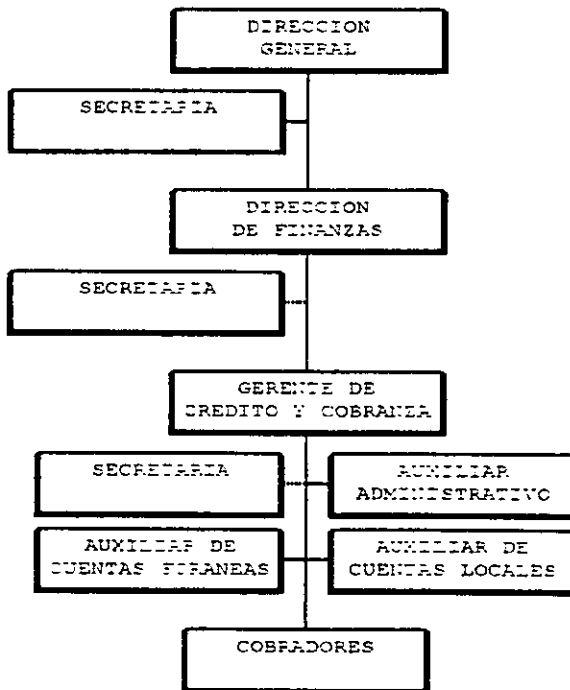 DIRECCION
GENERAL
SECRETARIA
DIRECCION
DE FINANZAS
SECRETARIA
GERENTE DE
CREDITO Y COBRANZA
SECRETARIA
AUXILIAR
ADMINISTRATIVO
AUXILIAR DE
CUENTAS FORANEAS
AUXILIAR DE
CUENTAS LOCALES
COBRADORES